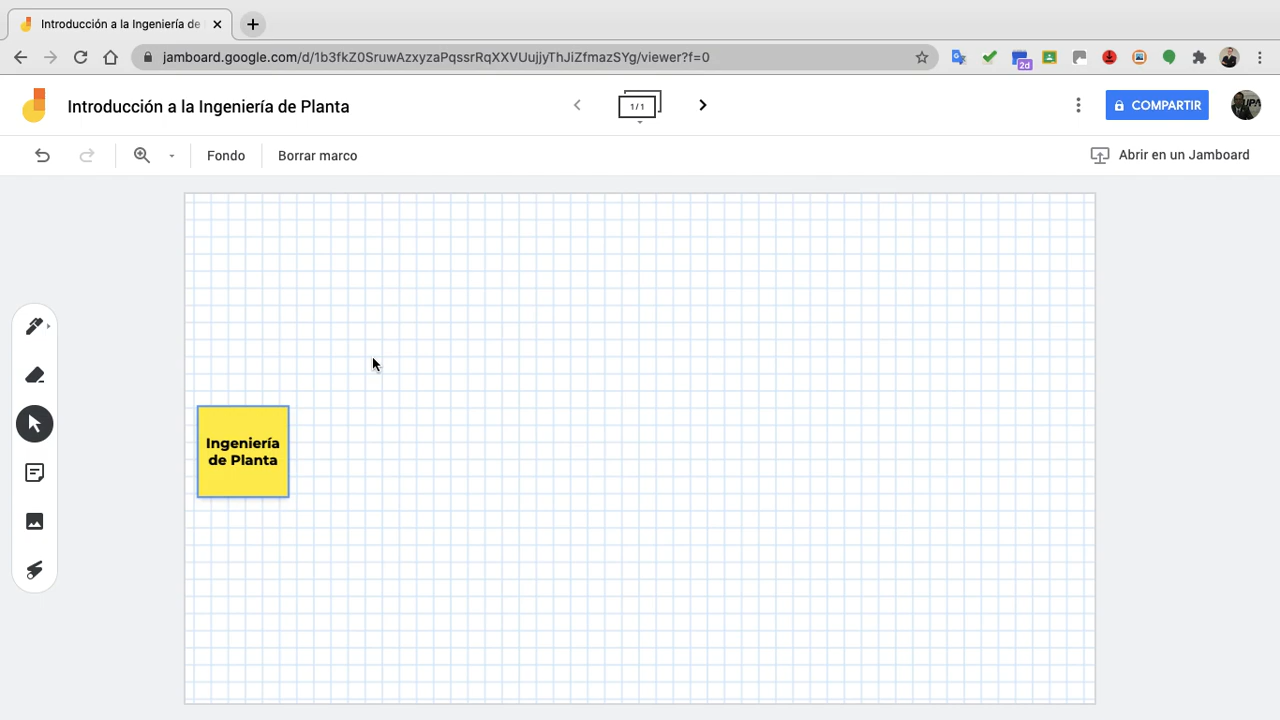 Introducción a la Ingeniería de
jamboard.google.com/d/1b3fkZ0SruwAzxyzaPqssrRqXXVUujjyThJiZfmazSYg/viewer?f=0
2d
Introducción a la Ingeniería de Planta
1/1
COMPARTIR
Fondo
Borrar marco
Abrir en un Jamboard
Ingeniería
de Planta